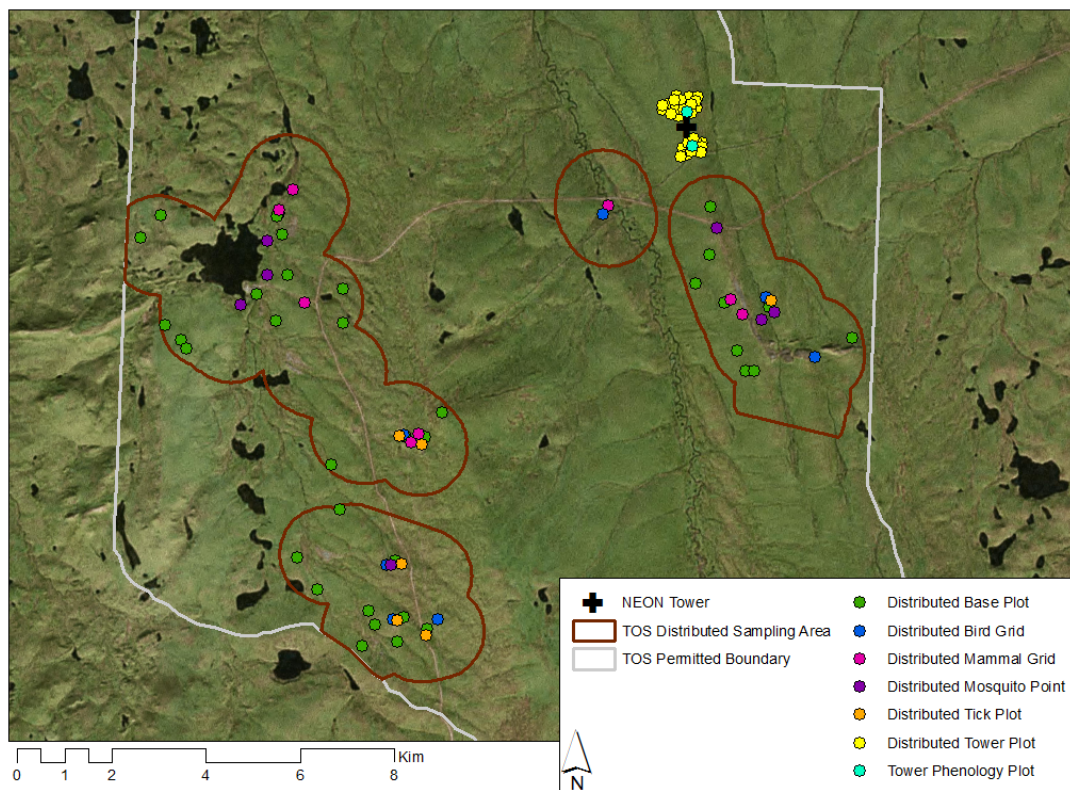 NEON Tower
TOS Distributed Sampling Area
TOS Permitted Boundary
Distributed Base Plot
Distributed Bird Grid
Distributed Mammal Grid
Distributed Mosquito Point
Distributed Tick Plot
Distributed Tower Plot
Tower Phenology Plot
N
Kim
0 1 2 4 6 8